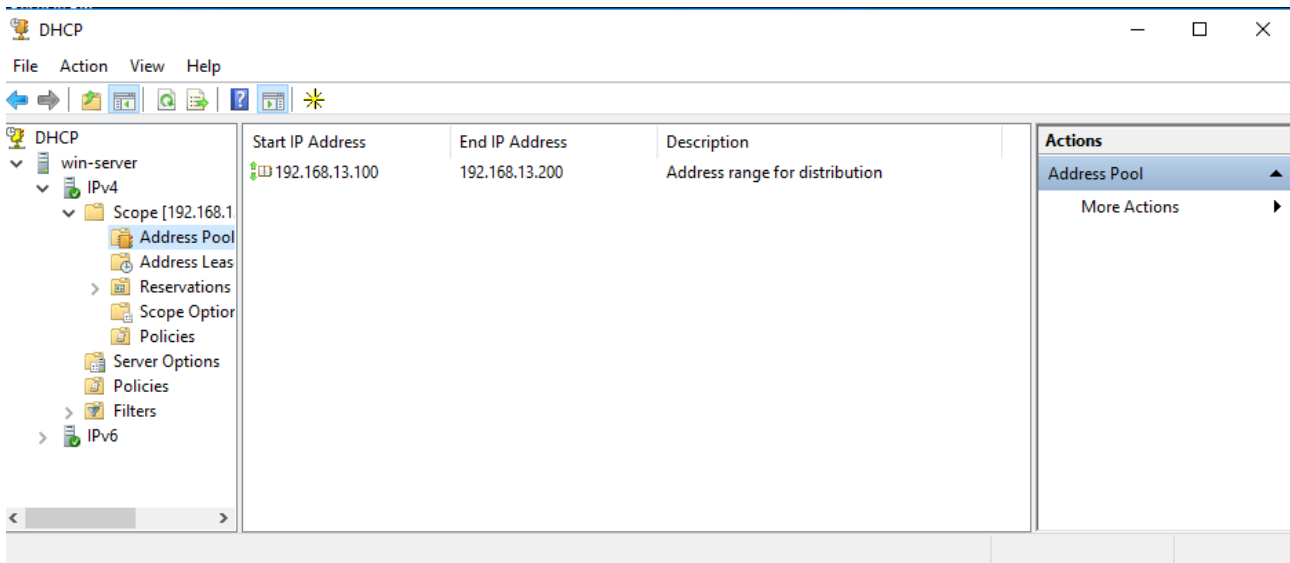 DHCP
File Action View Help
DHCP
win-server
IPv4
Scope [192.168.1
Address Pool
Address Leas
Reservations
Scope Option
Policies
Server Options
Policies
Filters
IPv6
Start IP Address End IP Address Description
192.168.13.100 192.168.13.200 Address range for distribution
Actions
Address Pool
More Actions